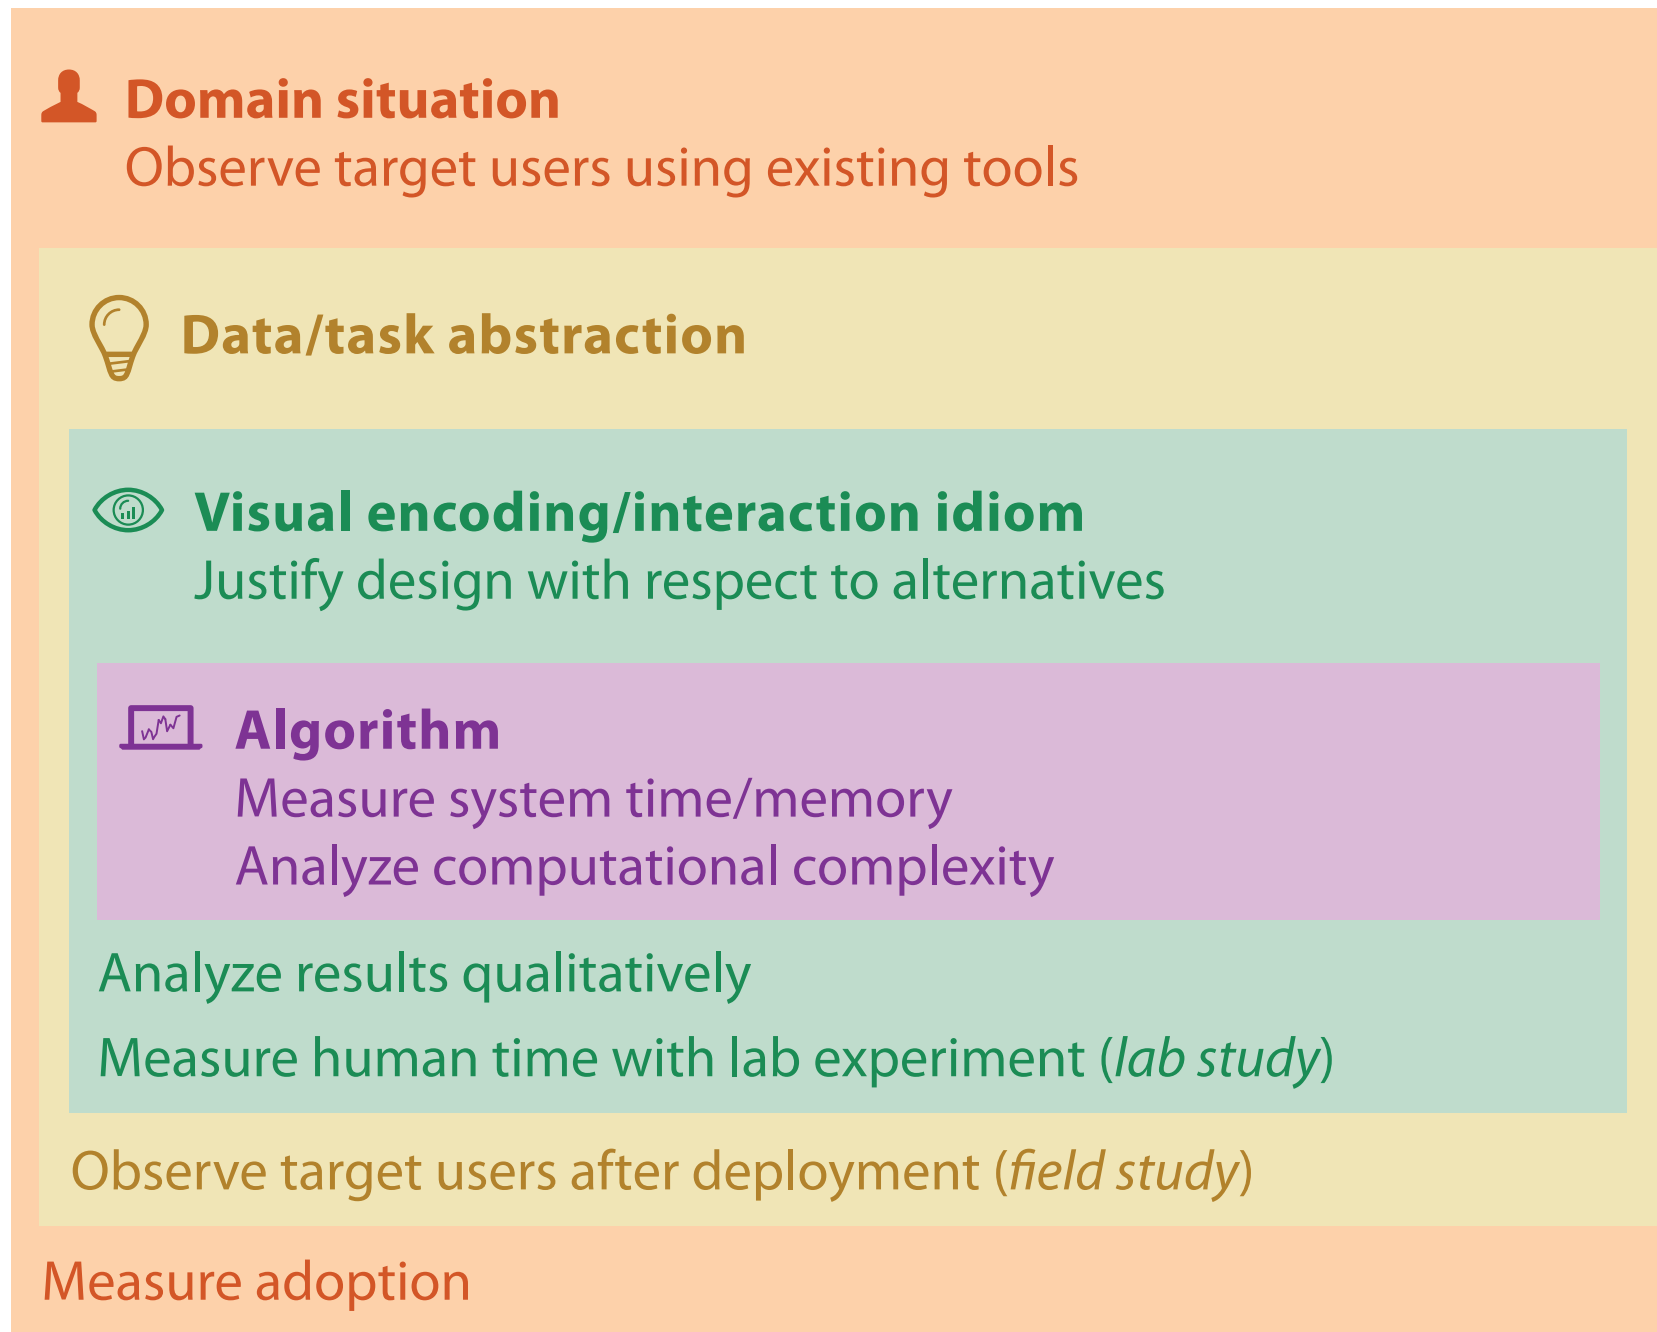 Domain situation
Observe target users using existing tools
Data/task abstraction
Visual encoding/interaction idiom
Justify design with respect to alternatives
Algorithm
Measure system time/memory
Analyze computational complexity
Analyze results qualitatively
Measure human time with lab experiment (lab study)
Observe target users after deployment (field study)
Measure adoption